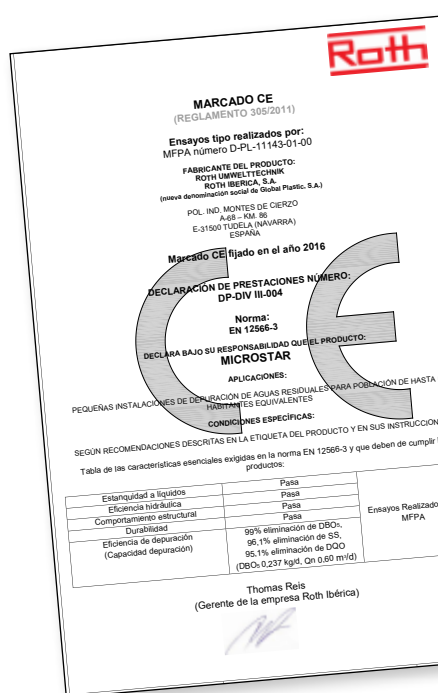 Roth
MARCADO CE
(REGLAMENTO 305/2011)
Ensayos tipo realizados por:
MFPA número D-PL-11143-01-00
FABRICANTE DEL PRODUCTO:
ROTH UMWELTTECHNIK
ROTH IBERICA, S.A.
(nueva denominación social de Global Plastic, S.A.)
POL. IND. MONTES DE CIERZO
A-68 – KM. 86
E-31500 TUDELA (NAVARRA)
ESPAÑA
Marcado CE fijado en el año 2016
DECLARACIÓN DE PRESTACIONES NÚMERO:
DP-DIV III-004
Norma:
EN 12566-3
DECLARA BAJO SU RESPONSABILIDAD QUE EL PRODUCTO:
MICROSTAR
APLICACIONES:
PEQUEÑAS INSTALACIONES DE DEPURACIÓN DE AGUAS RESIDUALES PARA POBLACIÓN DE HASTA
HABITANTES EQUIVALENTES
CONDICIONES ESPECÍFICAS:
SEGÚN RECOMENDACIONES DESCRITAS EN LA ETIQUETA DEL PRODUCTO Y EN SUS INSTRUCCION
Tabla de las características esenciales exigidas en la norma EN 12566-3 y que deben de cumplir l
productos:
Estanquidad a líquidos Pasa
Eficiencia hidráulica Pasa
Comportamiento estructural Pasa
Durabilidad Pasa
Eficiencia de depuración
(Capacidad depuración)
99% eliminación de DBO₅,
96,1% eliminación de SS,
95,1% eliminación de DQO
(DBO₅ 0,237 kg/d, Qn 0,60 m³/d)
Ensayos Realizado
MFPA
Thomas Reis
(Gerente de la empresa Roth Ibérica)